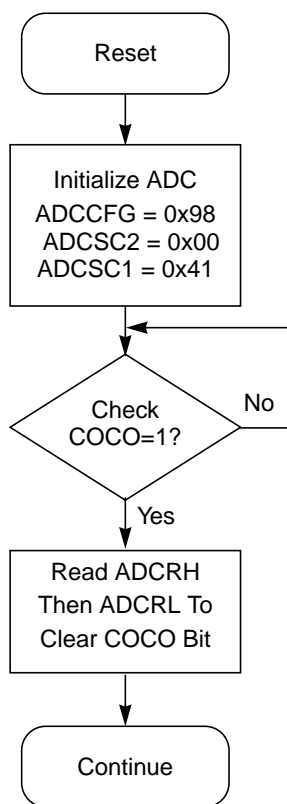 Reset
Initialize ADC
ADCCFG = 0x98
ADCSC2 = 0x00
ADCSC1 = 0x41
Check
COCO=1?
No
Yes
Read ADCRH
Then ADCRL To
Clear COCO Bit
Continue